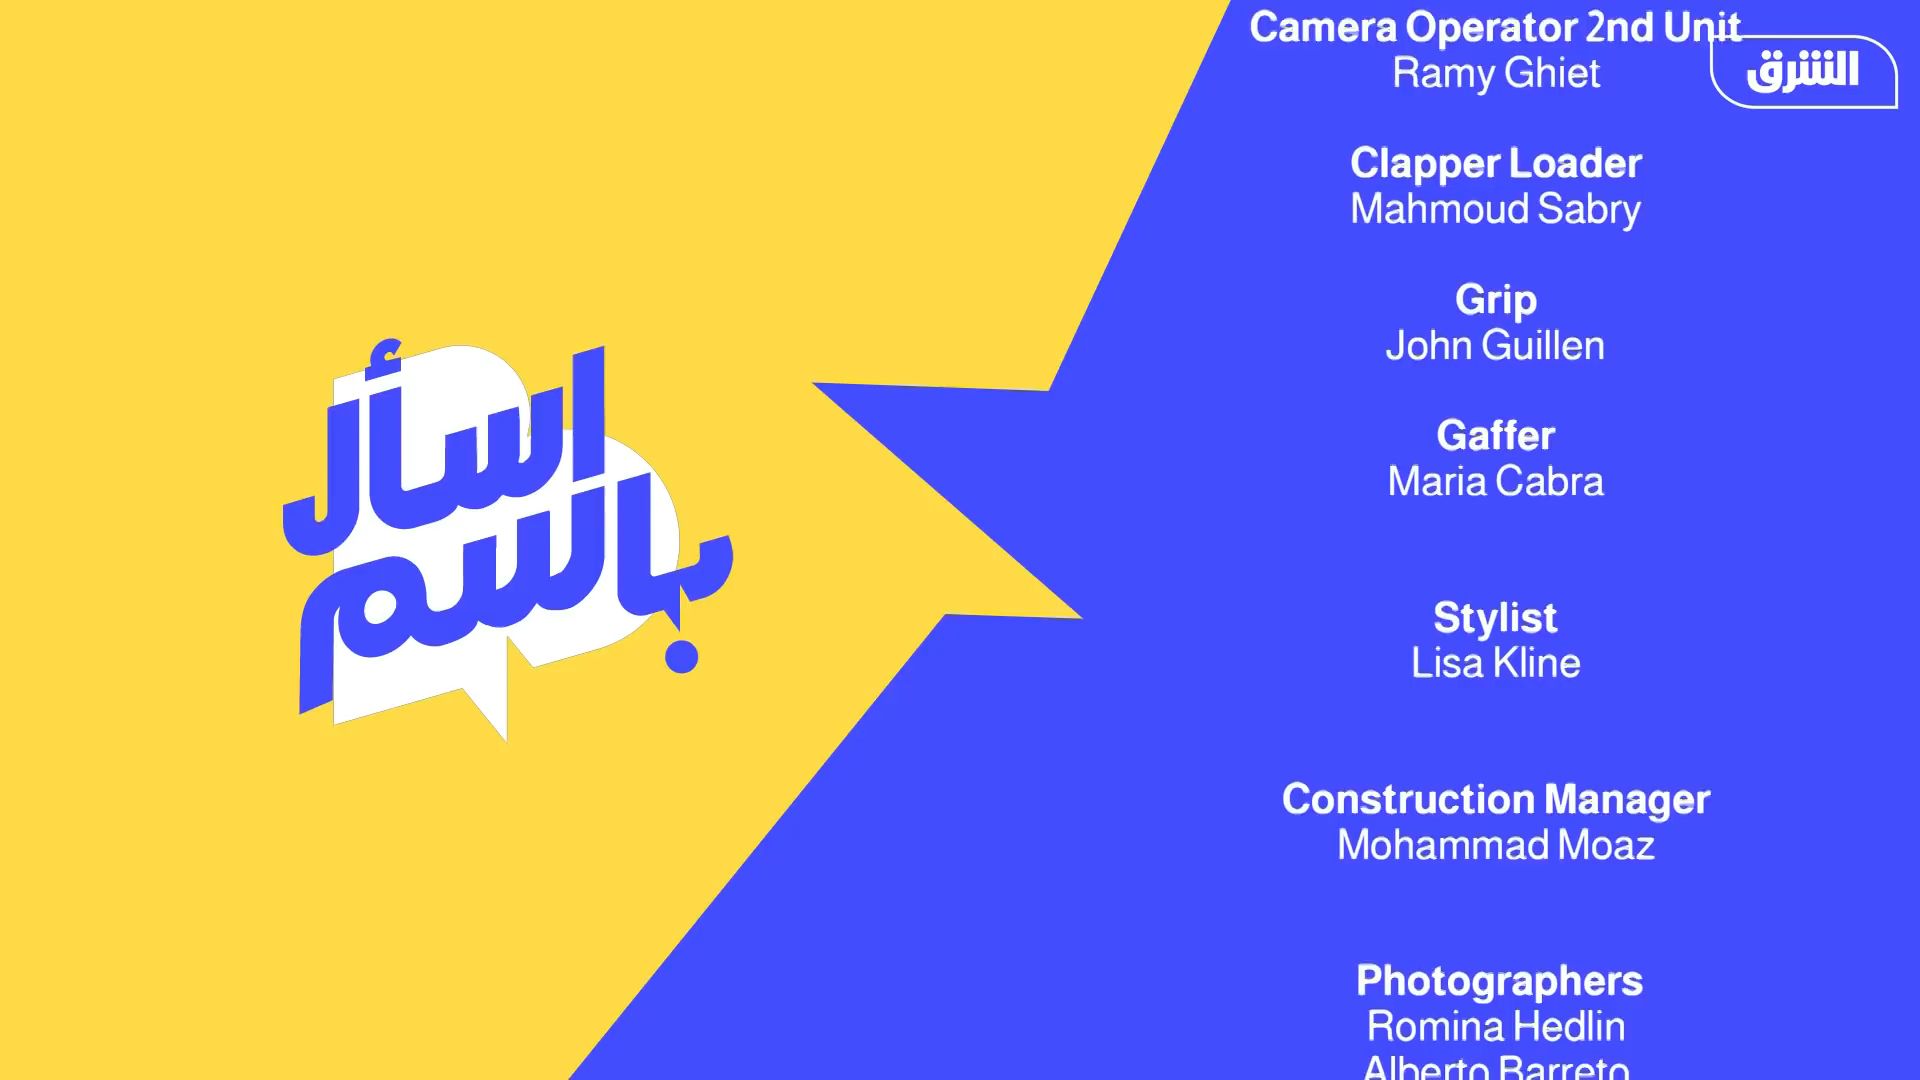 اسأل
باسم
الشرق
Camera Operator 2nd Unit
Ramy Ghiet
Clapper Loader
Mahmoud Sabry
Grip
John Guillen
Gaffer
Maria Cabra
Stylist
Lisa Kline
Construction Manager
Mohammad Moaz
Photographers
Romina Hedlin
Alberto Barreto